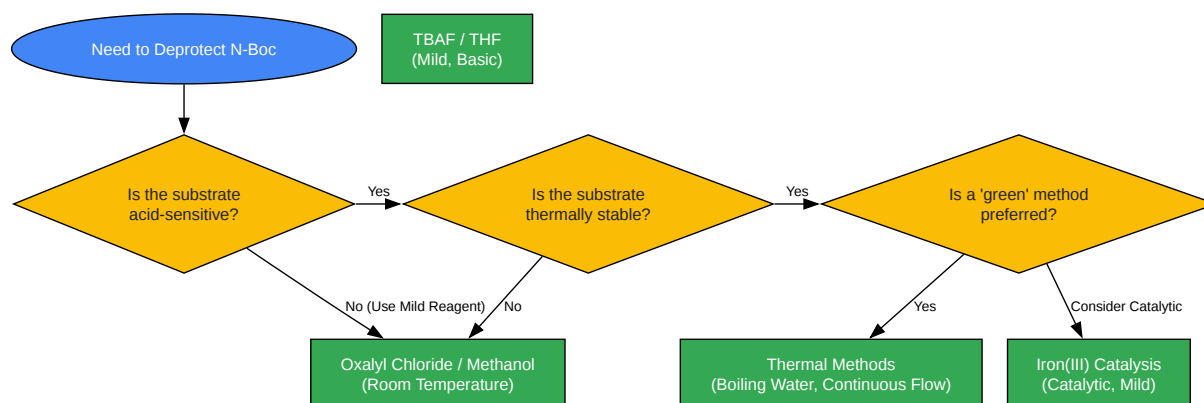 Need to Deprotect N-Boc
TBAF / THF
(Mild, Basic)
Is the substrate
acid-sensitive?
Yes
Is the substrate
thermally stable?
Yes
Is a 'green' method
preferred?
No (Use Mild Reagent)
No
Yes
Consider Catalytic
Oxalyl Chloride / Methanol
(Room Temperature)
Thermal Methods
(Boiling Water, Continuous Flow)
Iron(III) Catalysis
(Catalytic, Mild)